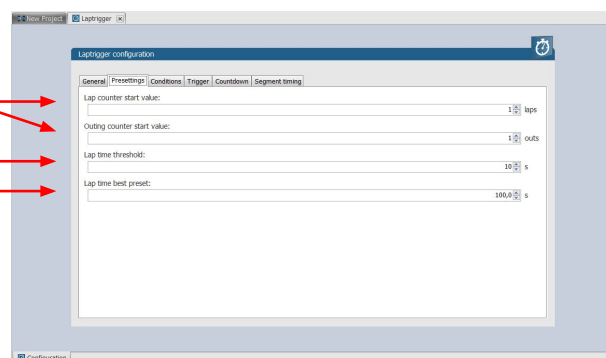 New Project Laptrigger
Laptrigger configuration
General Presettings Conditions Trigger Countdown Segment timing
Lap counter start value:
1 laps
Outing counter start value:
1 outs
Lap time threshold:
10 s
Lap time best preset:
100,0 s
Configuration